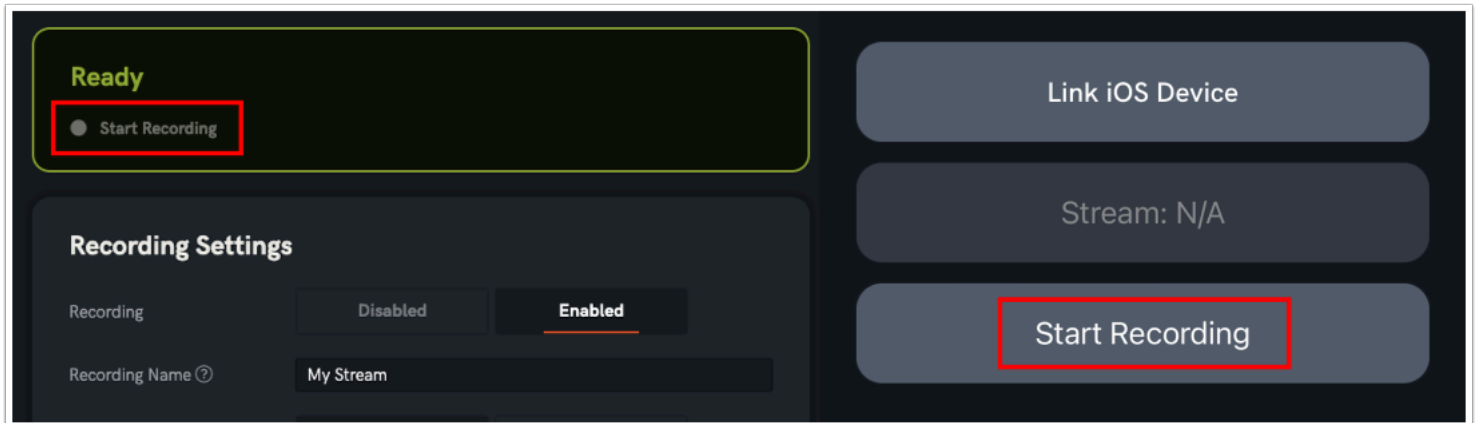 Ready
Start Recording
Recording Settings
Recording Disabled Enabled
Recording Name ? My Stream
Link iOS Device
Stream: N/A
Start Recording